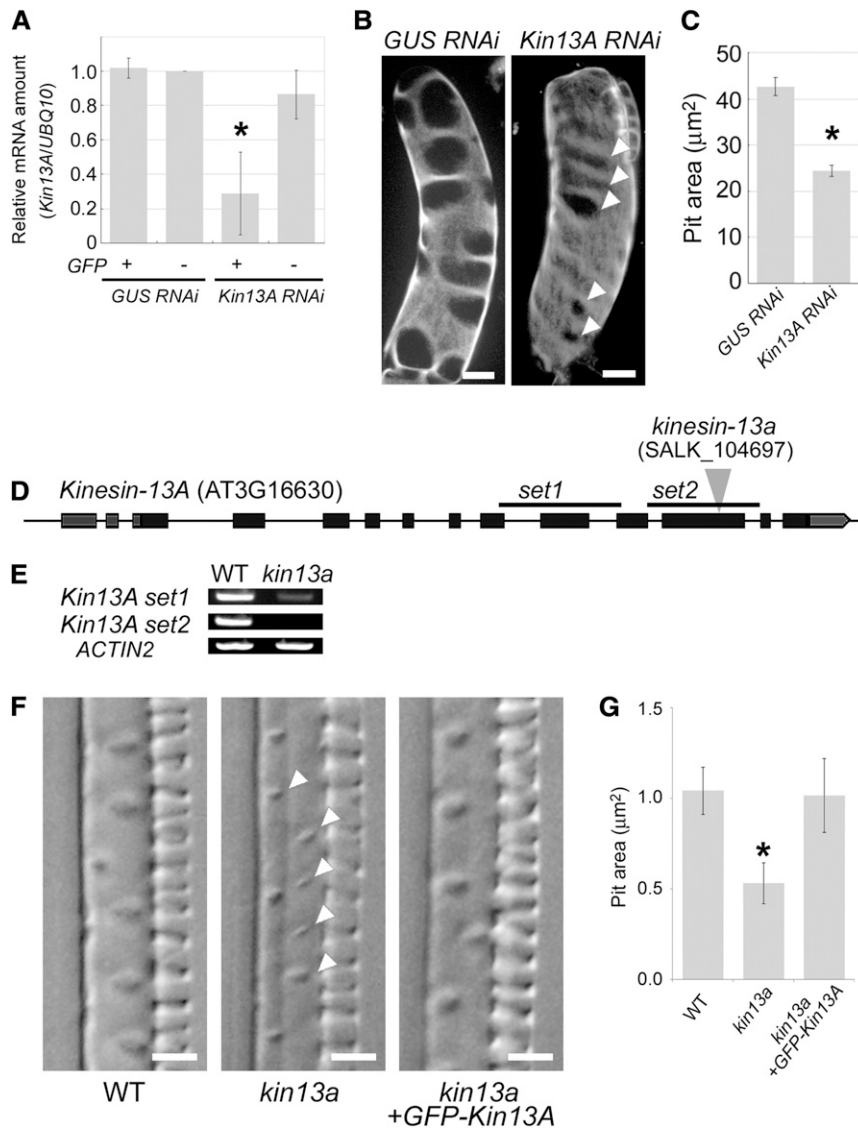 A
Relative mRNA amount
(Kin13A/UBQ10)
1.0
0.8
0.6
0.4
0.2
0
*
GFP + - + -
GUS RNAi Kin13A RNAi
B
GUS RNAi Kin13A RNAi
C
Pit area (μm²)
50
40
30
20
10
0
*
GUS RNAi
Kin13A RNAi
kinesin-13a
(SALK_104697)
D
Kinesin-13A (AT3G16630)
set1
set2
E
WT kin13a
Kin13A set1
Kin13A set2
ACTIN2
F
WT
kin13a
kin13a
+GFP-Kin13A
G
Pit area (μm²)
1.5
1.0
0.5
0.0
*
WT
kin13a
kin13a
+GFP-Kin13A